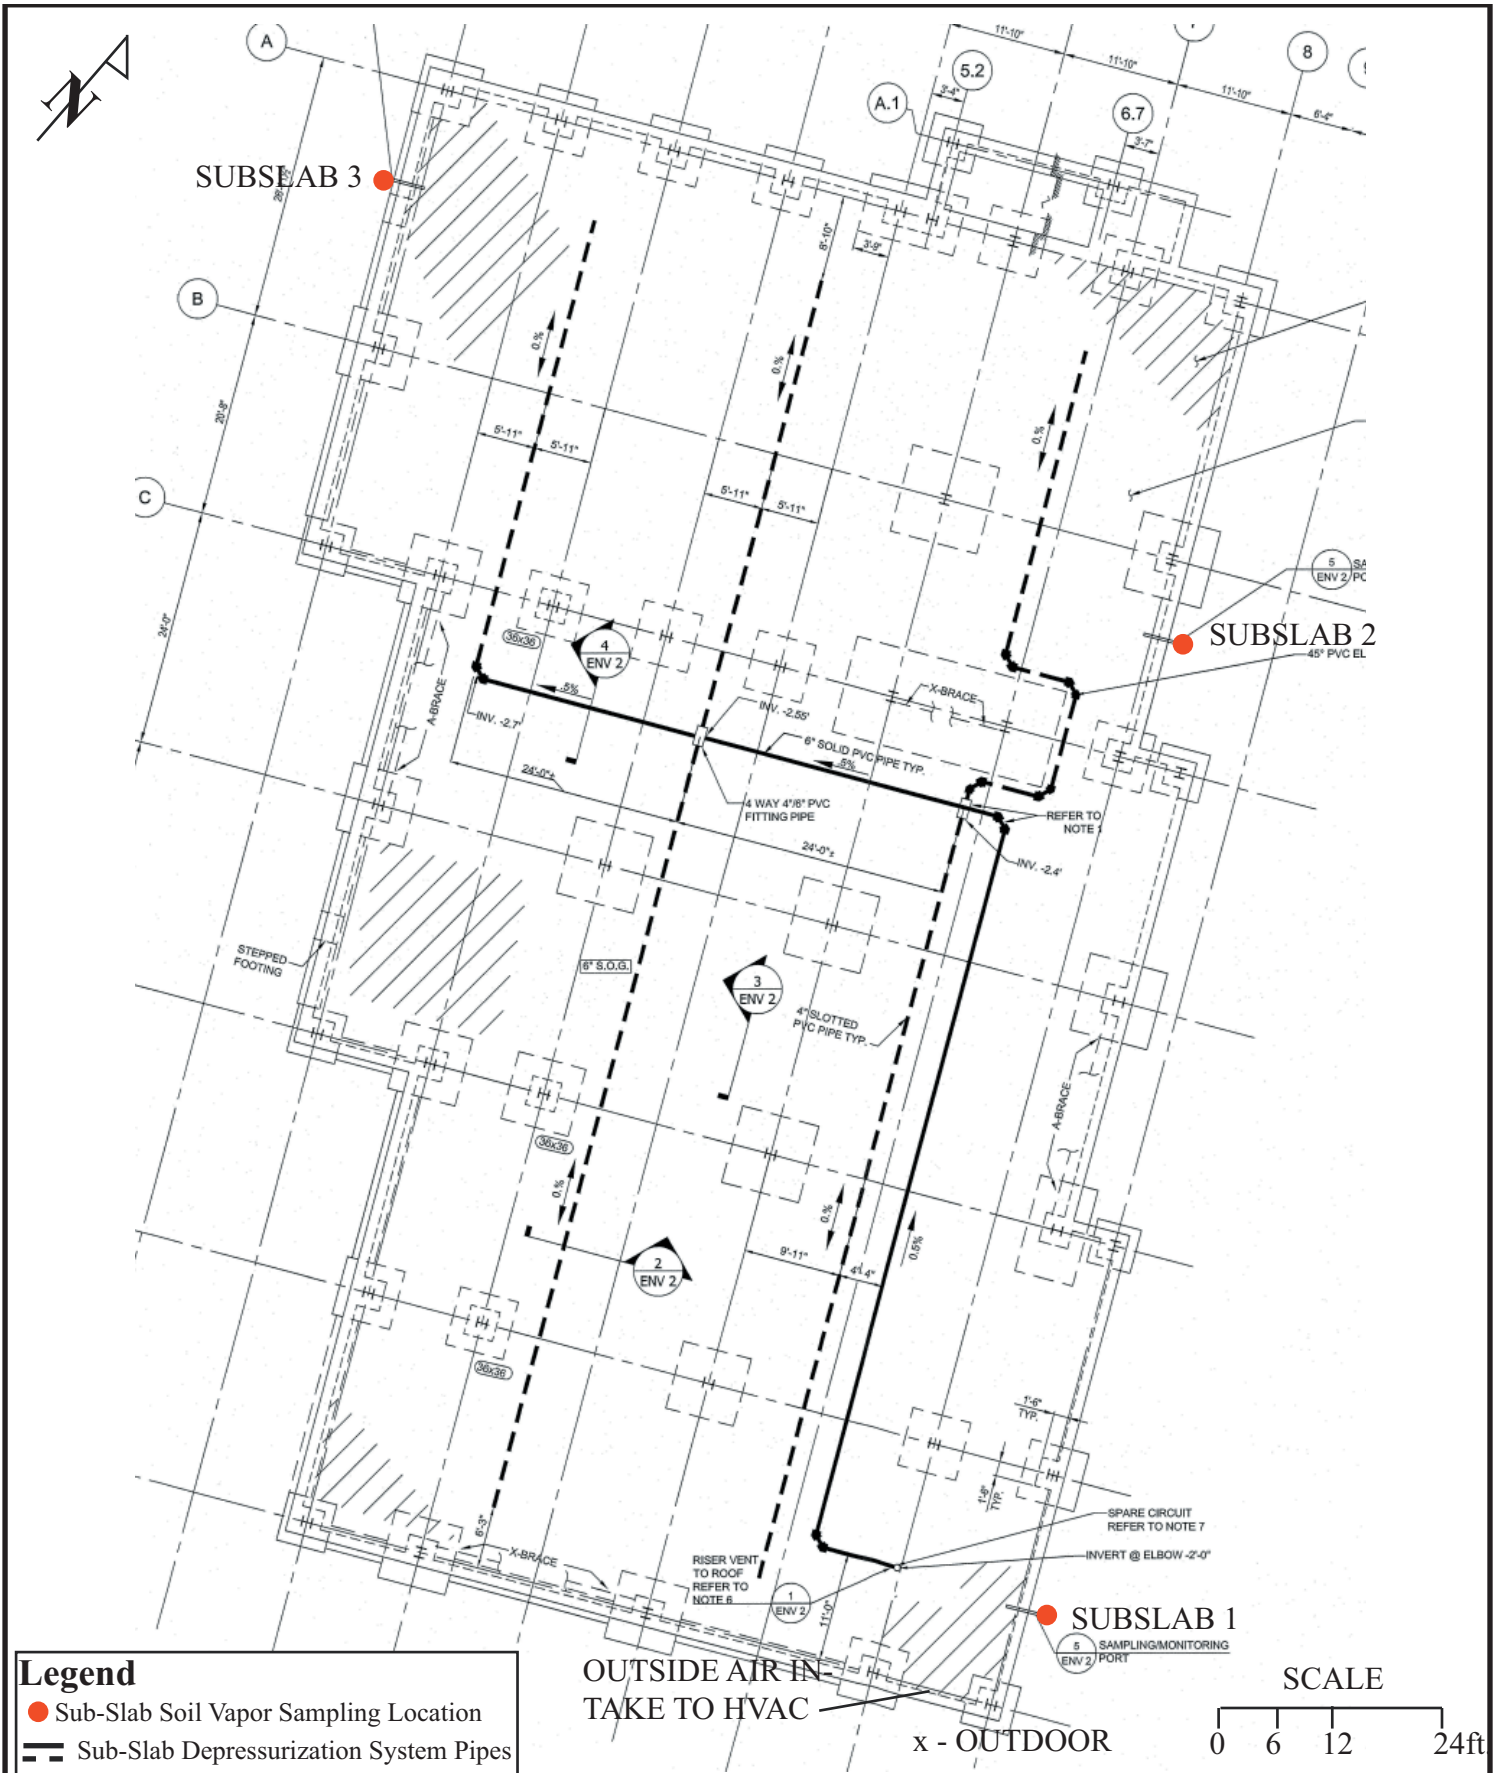 N
A
5.2
8
11'-10"
11'-10"
11'-10"
6'-4"
3'-4"
A.1
6.7
3'-7"
SUBSLAB 3
8'-10"
3'-9"
B
0.%
0.%
0.%
20'-8"
5'-11"
5'-11"
5'-11"
5'-11"
C
5
ENV 2
SA
PO
SUBSLAB 2
45° PVC EL
24'-0"
36x36
4
ENV 2
.5%
X-BRACE
A-BRACE
INV. -2.7'
INV. -2.55'
6" SOLID PVC PIPE TYP.
.5%
24'-0"±
4 WAY 4"/6" PVC
FITTING PIPE
REFER TO
NOTE 1
24'-0"±
INV. -2.4'
STEPPED
FOOTING
6" S.O.G.
3
ENV 2
4" SLOTTED
PVC PIPE TYP.
A-BRACE
36x36
0.%
0.%
0.5%
9'-11"
4'-4"
2
ENV 2
36x36
1'-6"
TYP.
1'-6"
TYP.
6'-3"
X-BRACE
SPARE CIRCUIT
REFER TO NOTE 7
INVERT @ ELBOW -2'-0"
RISER VENT
TO ROOF
REFER TO
NOTE 6
1
ENV 2
11'-0"
SUBSLAB 1
5
ENV 2
SAMPLING/MONITORING
PORT
OUTSIDE AIR IN-
TAKE TO HVAC
x - OUTDOOR
SCALE
0 6 12 24ft.
Legend
Sub-Slab Soil Vapor Sampling Location
Sub-Slab Depressurization System Pipes